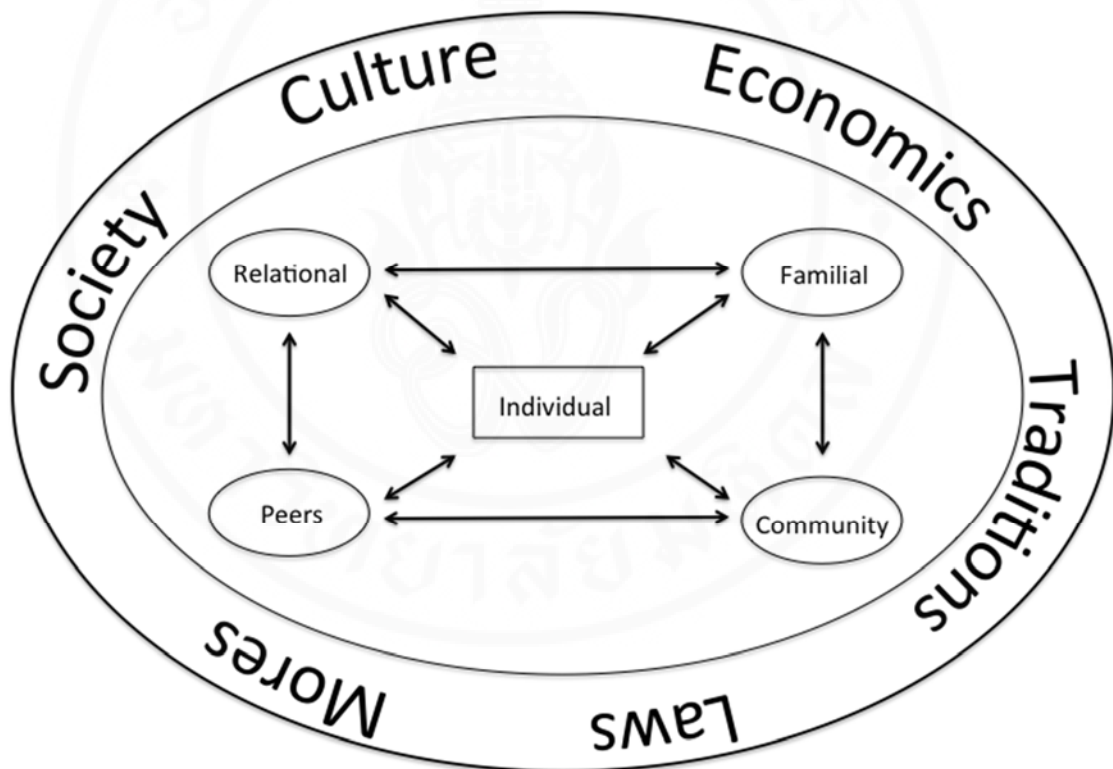 Society
Culture
Economics
Traditions
Laws
Mores
Relational
Familial
Individual
Peers
Community